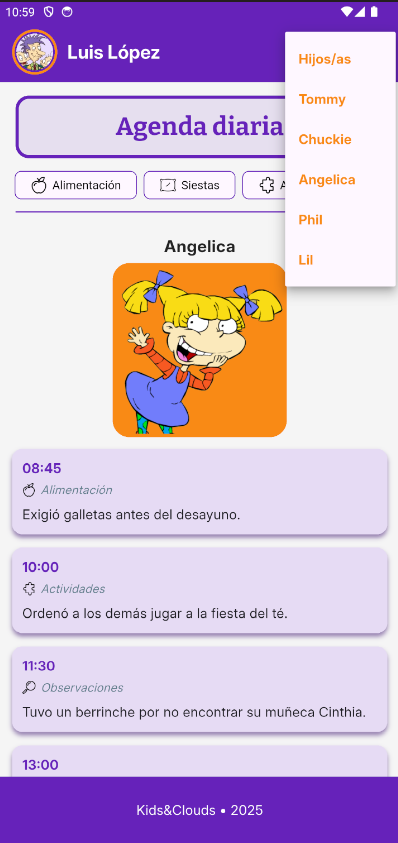 10:59
Luis López
Hijos/as
Tommy
Chuckie
Angelica
Phil
Lil
Agenda diaria
Alimentación
Siestas
A
Angelica
08:45
Alimentación
Exigió galletas antes del desayuno.
10:00
Actividades
Ordenó a los demás jugar a la fiesta del té.
11:30
Observaciones
Tuvo un berrinche por no encontrar su muñeca Cinthia.
13:00
Kids&Clouds • 2025